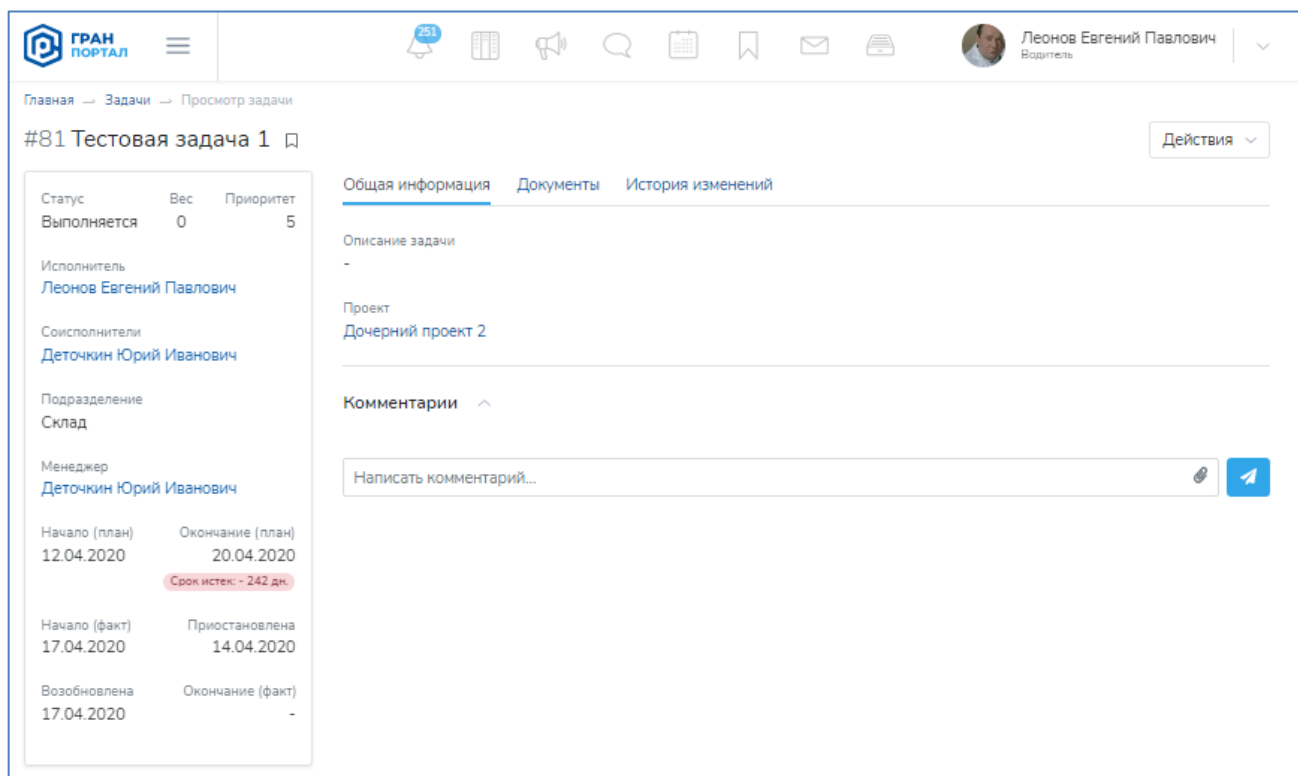 ГРАН
ПОРТАЛ
251
Леонов Евгений Павлович
Водитель
Главная → Задачи → Просмотр задачи
#81 Тестовая задача 1
Действия
Общая информация Документы История изменений
Статус Вес Приоритет
Выполняется 0 5
Описание задачи
-
Исполнитель
Леонов Евгений Павлович
Проект
Дочерний проект 2
Соисполнители
Деточкин Юрий Иванович
Подразделение
Склад
Комментарии
Менеджер
Деточкин Юрий Иванович
Написать комментарий...
Начало (план) Окончание (план)
12.04.2020 20.04.2020
Срок истек: - 242 дн.
Начало (факт) Приостановлена
17.04.2020 14.04.2020
Возобновлена Окончание (факт)
17.04.2020 -